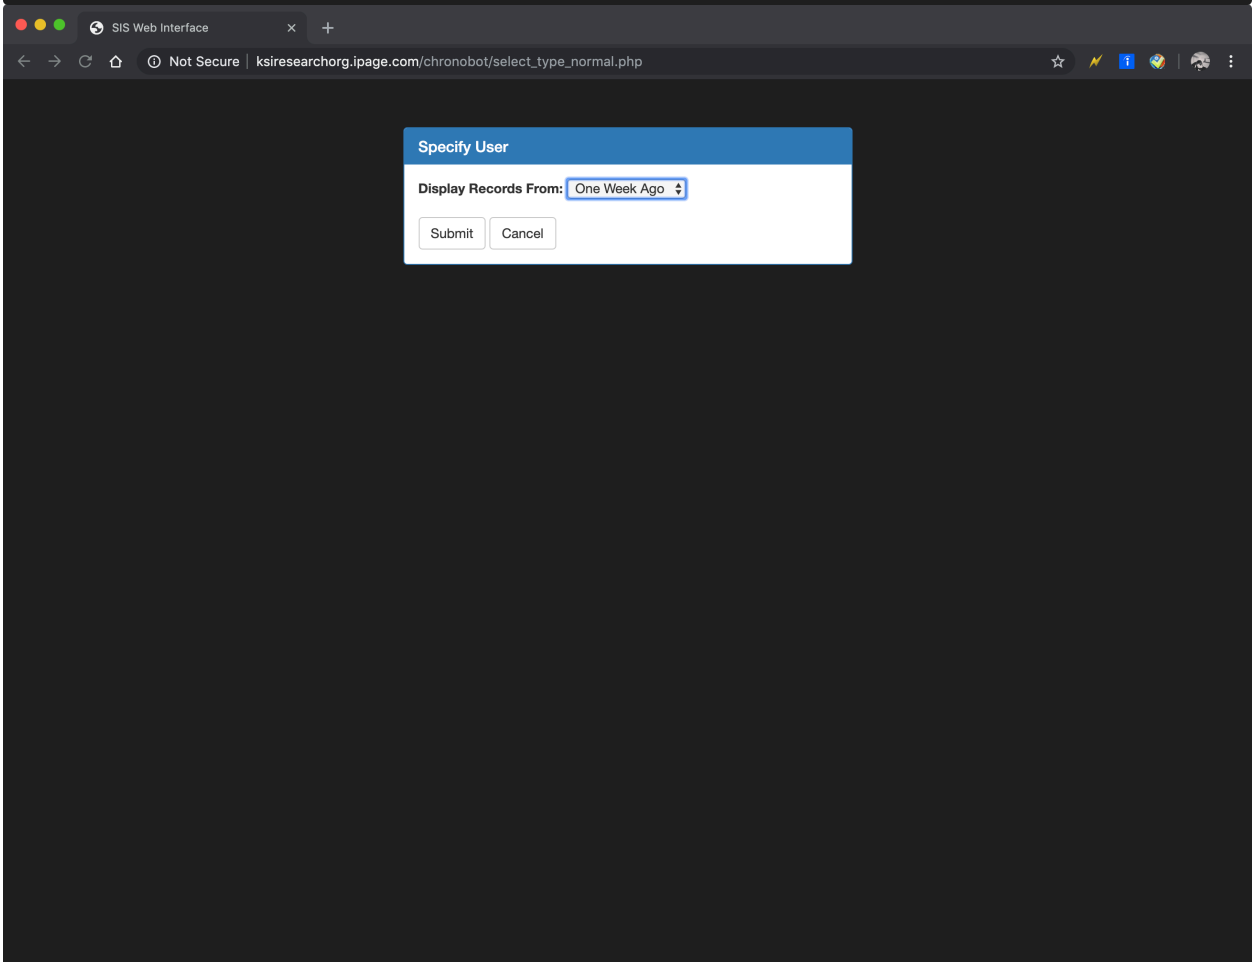 SIS Web Interface
Not Secure | ksiresearchorg.ipage.com/chronobot/select_type_normal.php
Specify User
Display Records From: One Week Ago
Submit Cancel